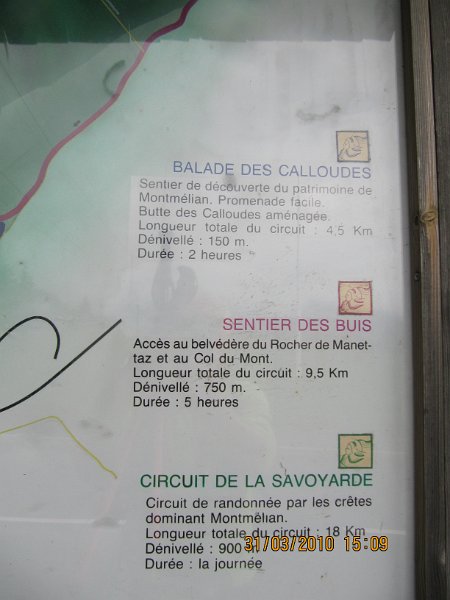 BALADE DES CALLOUDES
Sentier de découverte du patrimoine de
Montmélian. Promenade facile.
Butte des Calloudes aménagée.
Longueur totale du circuit : 4,5 Km
Dénivellé : 150 m.
Durée : 2 heures
SENTIER DES BUIS
Accès au belvédère du Rocher de Manet-
taz et au Col du Mont.
Longueur totale du circuit : 9,5 Km
Dénivellé : 750 m.
Durée : 5 heures
CIRCUIT DE LA SAVOYARDE
Circuit de randonnée par les crêtes
dominant Montmélian.
Longueur totale du circuit : 18 Km
Dénivellé : 900 m
Durée : la journée
31/03/2010 15:09